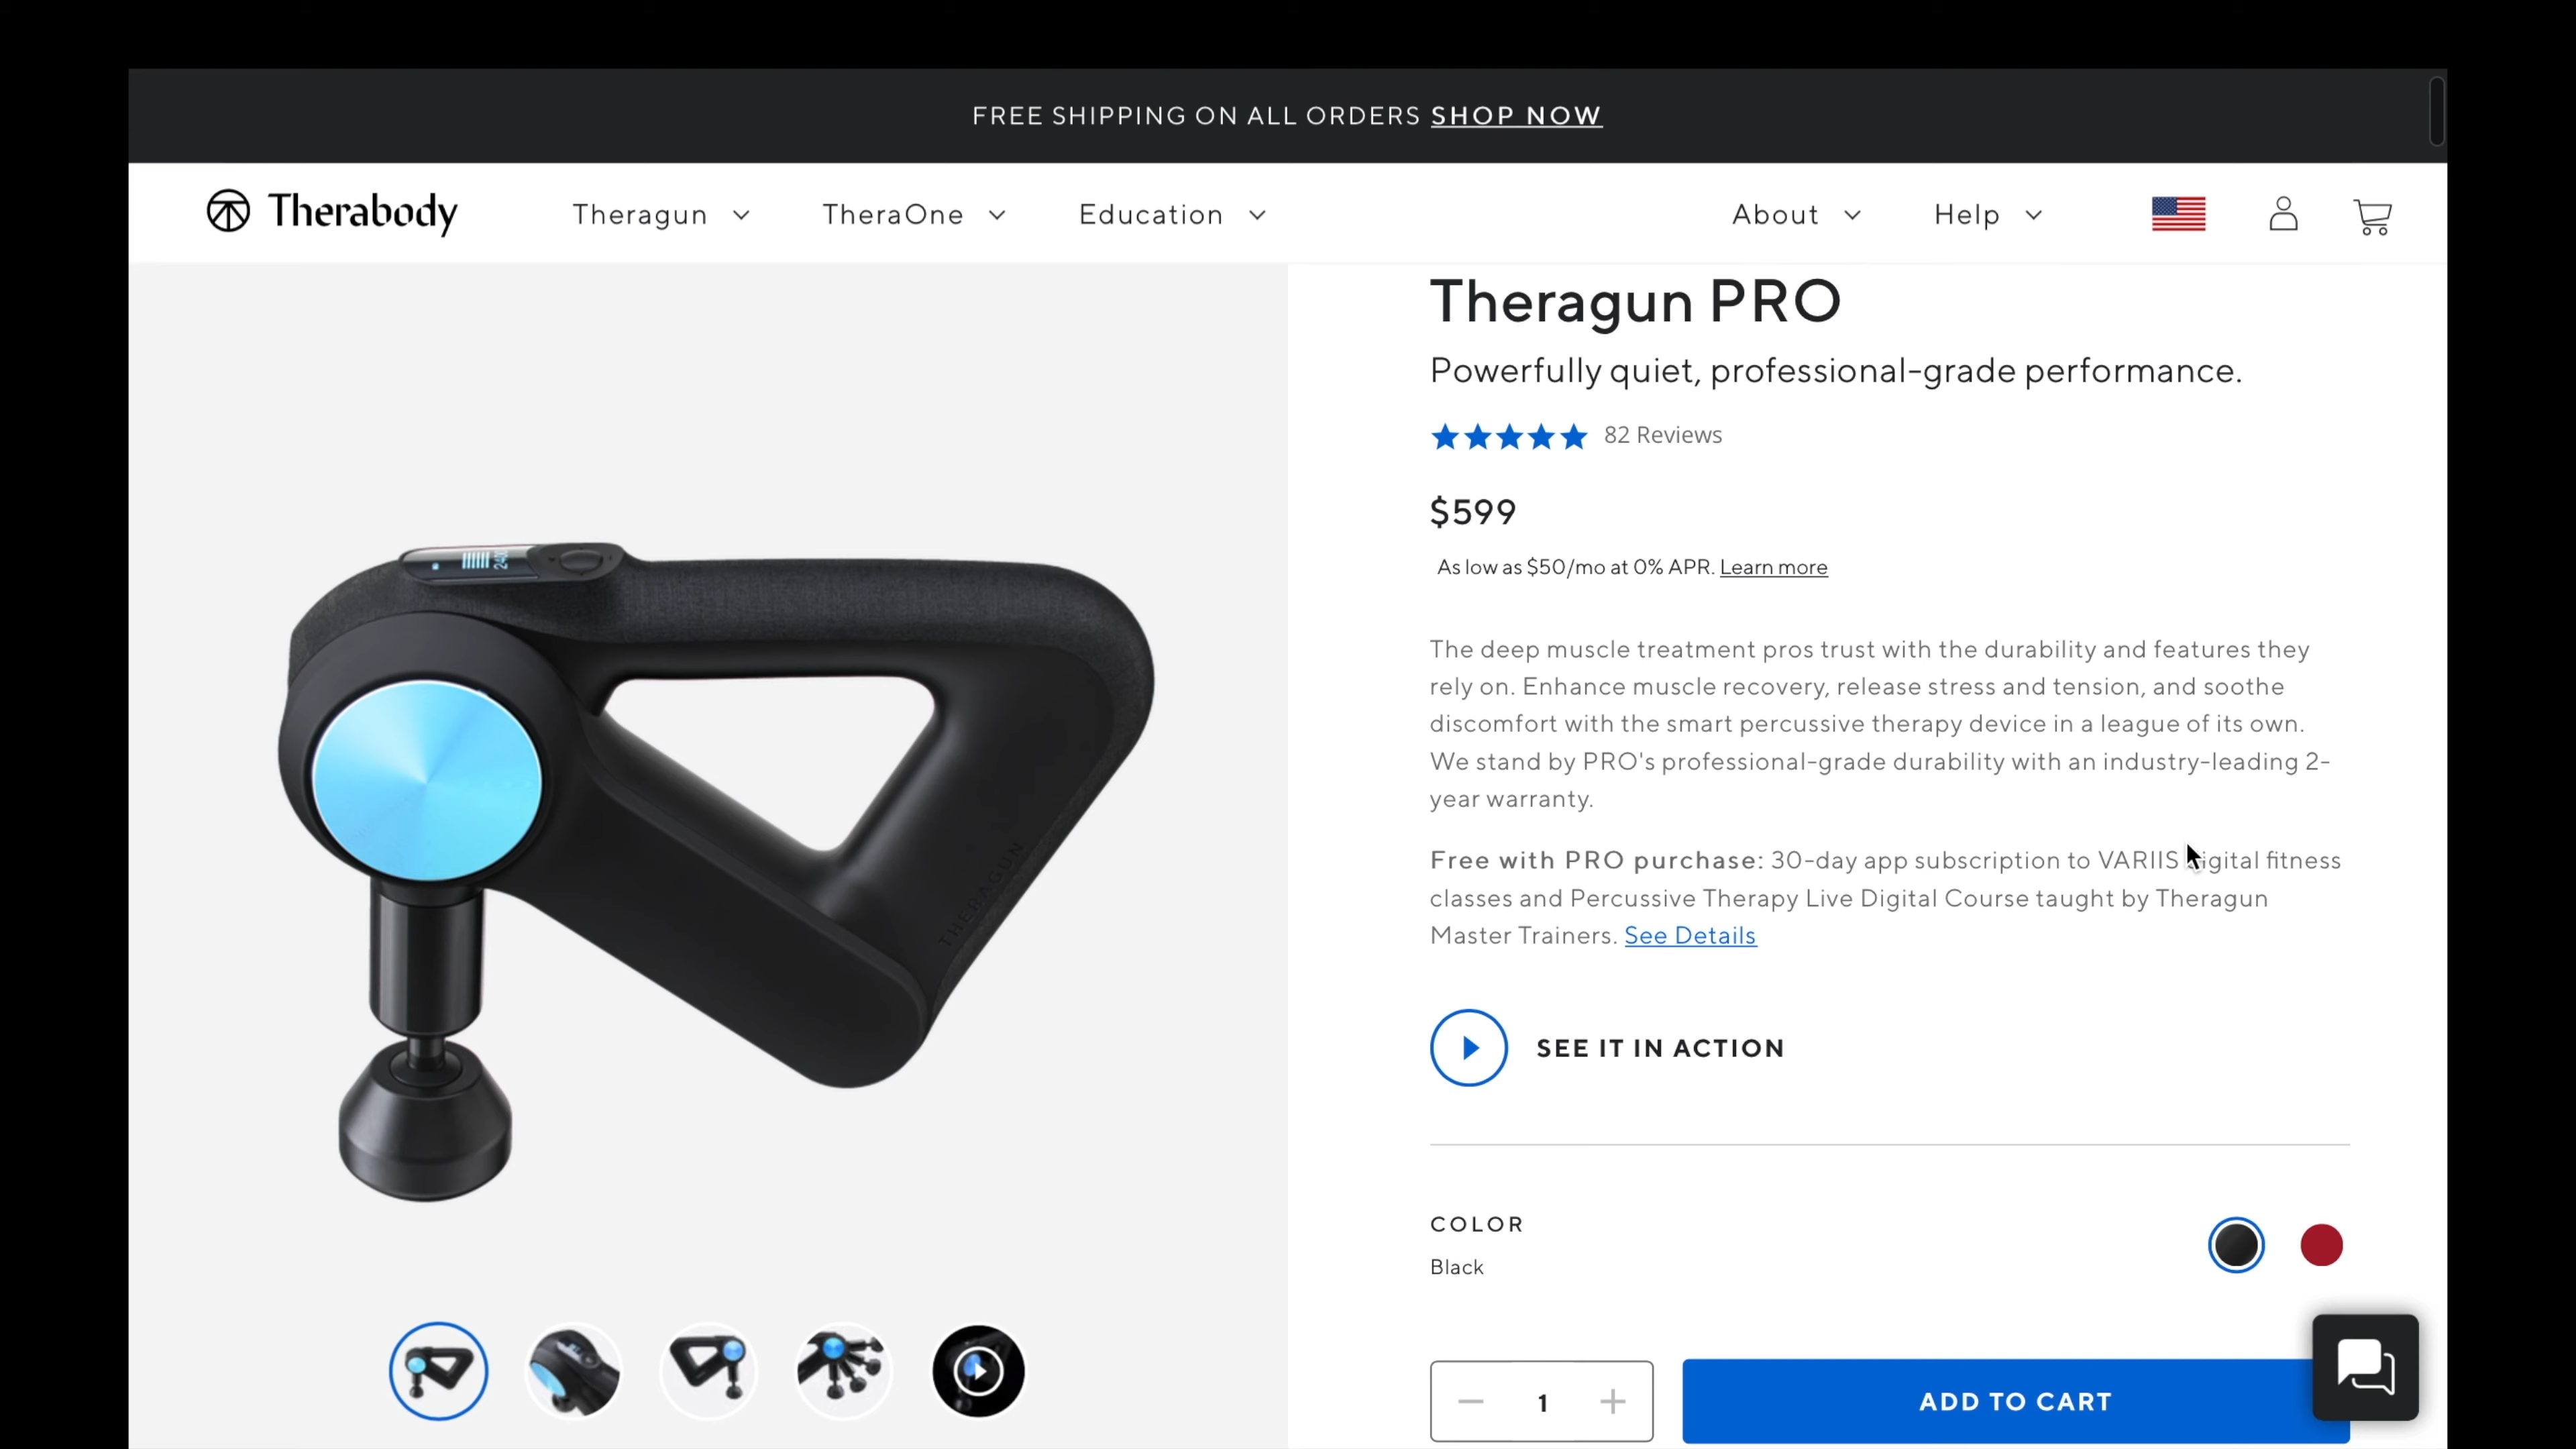 FREE SHIPPING ON ALL ORDERS SHOP NOW
Therabody
Theragun
TheraOne
Education
About
Help
Theragun PRO
Powerfully quiet, professional-grade performance.
82 Reviews
$599
As low as $50/mo at 0% APR. Learn more
The deep muscle treatment pros trust with the durability and features they
rely on. Enhance muscle recovery, release stress and tension, and soothe
discomfort with the smart percussive therapy device in a league of its own.
We stand by PRO's professional-grade durability with an industry-leading 2-
year warranty.
Free with PRO purchase: 30-day app subscription to VARIIS digital fitness
classes and Percussive Therapy Live Digital Course taught by Theragun
Master Trainers. See Details
THERAGUN
SEE IT IN ACTION
COLOR
Black
1
ADD TO CART